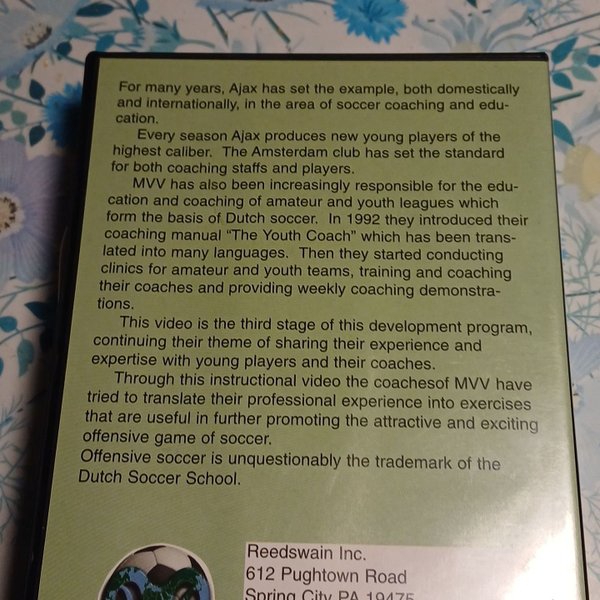 For many years, Ajax has set the example, both domestically
and internationally, in the area of soccer coaching and edu-
cation.
Every season Ajax produces new young players of the
highest caliber. The Amsterdam club has set the standard
for both coaching staffs and players.
MVV has also been increasingly responsible for the edu-
cation and coaching of amateur and youth leagues which
form the basis of Dutch soccer. In 1992 they introduced their
coaching manual “The Youth Coach” which has been trans-
lated into many languages. Then they started conducting
clinics for amateur and youth teams, training and coaching
their coaches and providing weekly coaching demonstra-
tions.
This video is the third stage of this development program,
continuing their theme of sharing their experience and
expertise with young players and their coaches.
Through this instructional video the coachesof MVV have
tried to translate their professional experience into exercises
that are useful in further promoting the attractive and exciting
offensive game of soccer.
Offensive soccer is unquestionably the trademark of the
Dutch Soccer School.
Reedswain Inc.
612 Pughtown Road
Spring City PA 19475